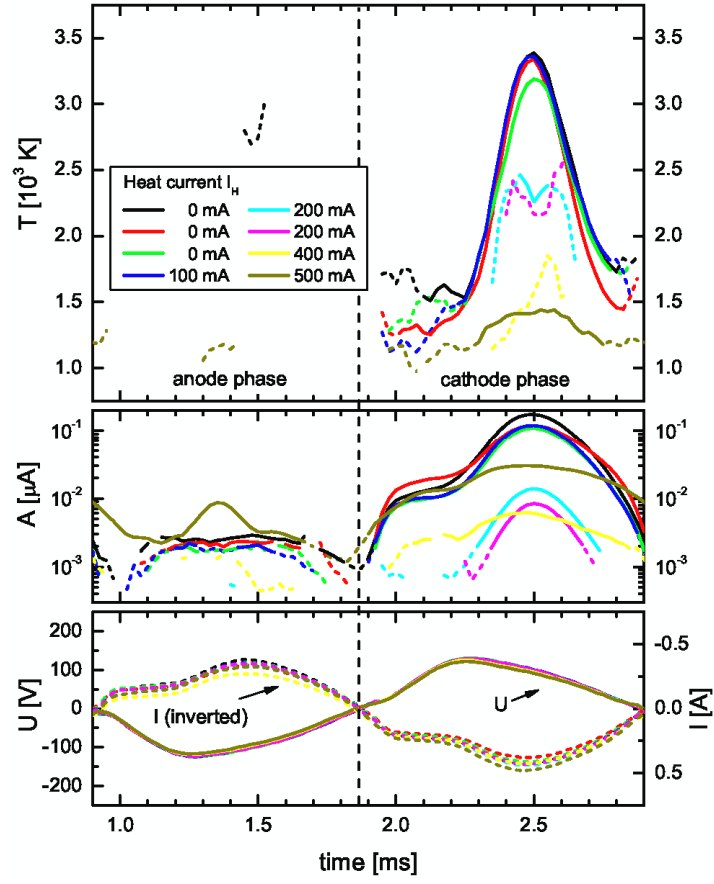 3.5
3.5
3.0
3.0
2.5
2.5
2.0
2.0
1.5
1.5
1.0
1.0
T [10³ K]
Heat current I_H
0 mA
200 mA
0 mA
200 mA
0 mA
400 mA
100 mA
500 mA
anode phase
cathode phase
10⁻¹
10⁻¹
10⁻²
10⁻²
10⁻³
10⁻³
A [µA]
200
100
0
-100
-200
U [V]
I (inverted)
U
-0.5
0.0
0.5
I [A]
1.0
1.5
2.0
2.5
time [ms]